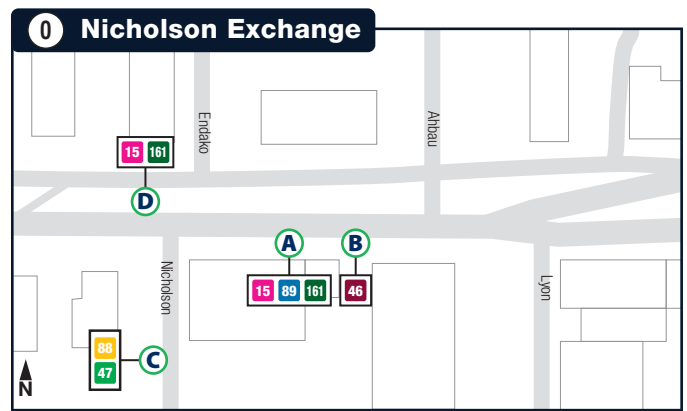 0 Nicholson Exchange
Endako
Ahbau
15 161
D
A
B
Nicholson
Lyon
15 89 161
46
88
47
C
N